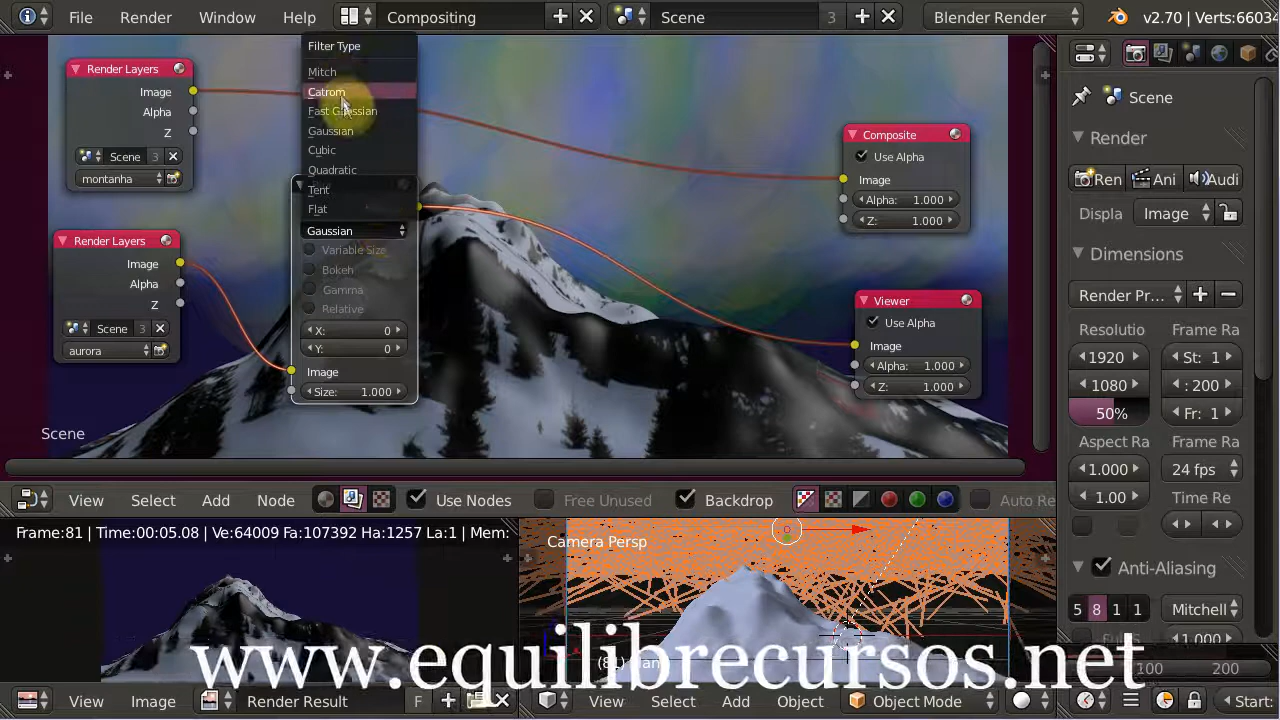 File Render Window Help Compositing Scene 3 Blender Render v2.70 | Verts:66034
Filter Type
Mitch
Catrom
Fast Gaussian
Gaussian
Cubic
Quadratic
Tent
Flat
Gaussian
Variable Size
Bokeh
Gamma
Relative
X: 0
Y: 0
Image
Size: 1.000
Render Layers
Image
Alpha
Z
Scene 3
montanha
Render Layers
Image
Alpha
Z
Scene 3
aurora
Composite
Use Alpha
Image
Alpha: 1.000
Z: 1.000
Viewer
Use Alpha
Image
Alpha: 1.000
Z: 1.000
Scene
View Select Add Node Use Nodes Free Unused Backdrop Auto Re
Scene
Render
Ren Ani Audi
Displa Image
Dimensions
Render Pr...
Resolutio Frame Ra
1920 St: 1
1080 : 200
50% Fr: 1
Aspect Ra Frame Ra
1.000 24 fps
1.00 Time Re
Anti-Aliasing
5 8 1 1 Mitchell
1.000
Frame:81 | Time:00:05.08 | Ve:64009 Fa:107392 Ha:1257 La:1 | Mem:
Camera Persp
www.equilibrecursos.net
100 200
View Image Render Result F
View Select Add Object Object Mode
Start: